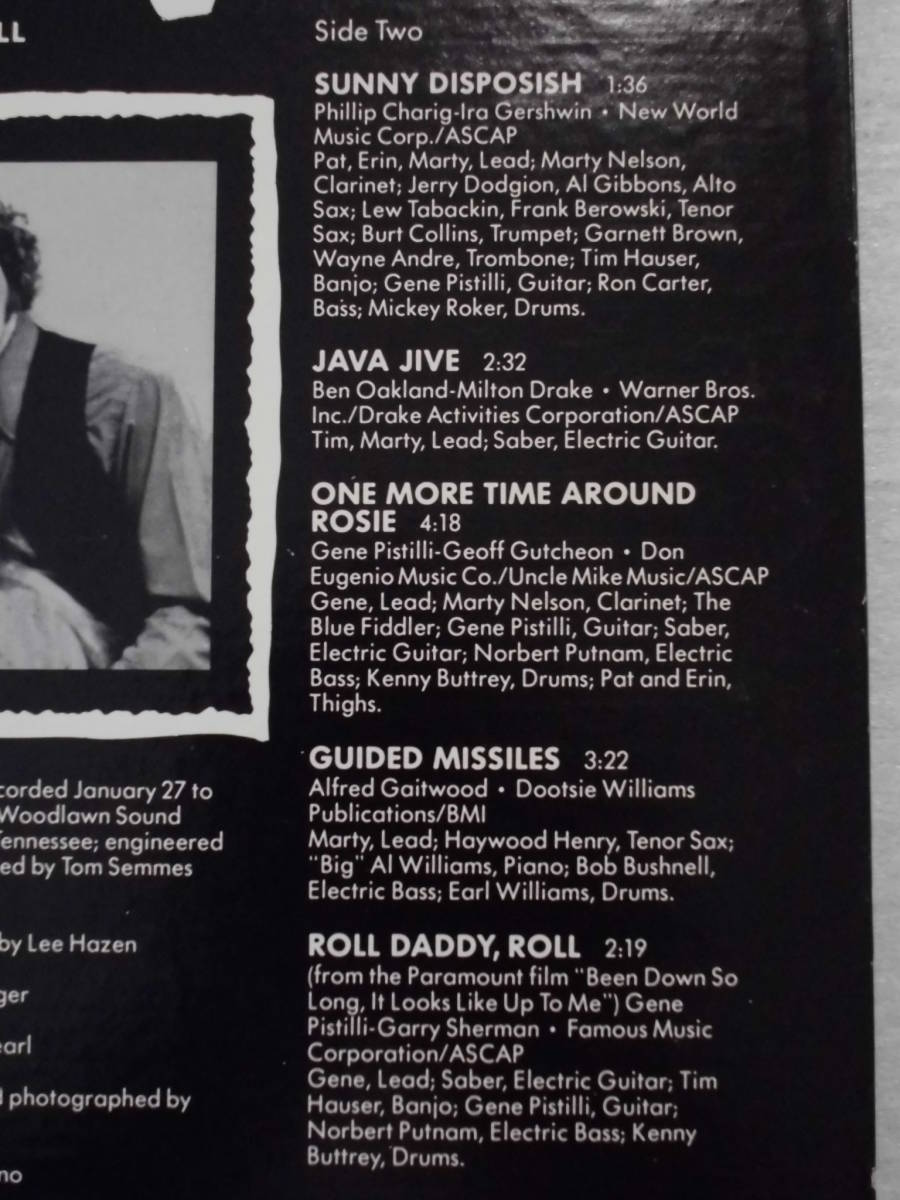 LL
Side Two
SUNNY DISPOSISH 1:36
Phillip Charig-Ira Gershwin • New World
Music Corp./ASCAP
Pat, Erin, Marty, Lead; Marty Nelson,
Clarinet; Jerry Dodgion, Al Gibbons, Alto
Sax; Lew Tabackin, Frank Berowski, Tenor
Sax; Burt Collins, Trumpet; Garnett Brown,
Wayne Andre, Trombone; Tim Hauser,
Banjo; Gene Pistilli, Guitar; Ron Carter,
Bass; Mickey Roker, Drums.
JAVA JIVE 2:32
Ben Oakland-Milton Drake • Warner Bros.
Inc./Drake Activities Corporation/ASCAP
Tim, Marty, Lead; Saber, Electric Guitar.
ONE MORE TIME AROUND
ROSIE 4:18
Gene Pistilli-Geoff Gutcheon • Don
Eugenio Music Co./Uncle Mike Music/ASCAP
Gene, Lead; Marty Nelson, Clarinet; The
Blue Fiddler; Gene Pistilli, Guitar; Saber,
Electric Guitar; Norbert Putnam, Electric
Bass; Kenny Buttrey, Drums; Pat and Erin,
Thighs.
GUIDED MISSILES 3:22
Alfred Gaitwood • Dootsie Williams
Publications/BMI
Marty, Lead; Haywood Henry, Tenor Sax;
"Big" Al Williams, Piano; Bob Bushnell,
Electric Bass; Earl Williams, Drums.
ROLL DADDY, ROLL 2:19
(from the Paramount film "Been Down So
Long, It Looks Like Up To Me") Gene
Pistilli-Garry Sherman • Famous Music
Corporation/ASCAP
Gene, Lead; Saber, Electric Guitar; Tim
Hauser, Banjo; Gene Pistilli, Guitar;
Norbert Putnam, Electric Bass; Kenny
Buttrey, Drums.
corded January 27 to
Woodlawn Sound
Tennessee; engineered
ed by Tom Semmes
by Lee Hazen
ger
earl
d photographed by
no